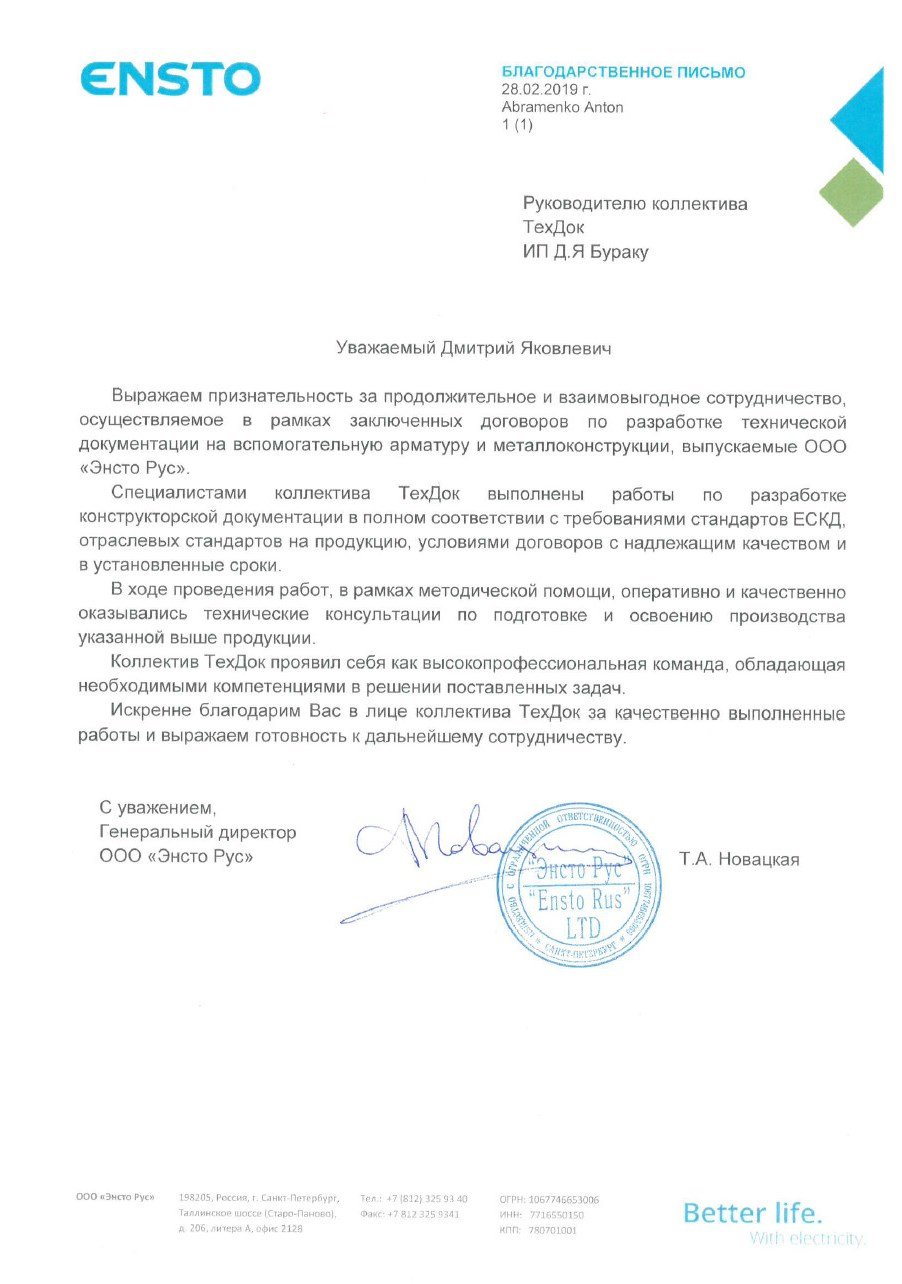 ENSTO
БЛАГОДАРСТВЕННОЕ ПИСЬМО
28.02.2019 г.
Abramenko Anton
1 (1)
Руководителю коллектива
ТехДок
ИП Д.Я Бураку
Уважаемый Дмитрий Яковлевич
Выражаем признательность за продолжительное и взаимовыгодное сотрудничество,
осуществляемое в рамках заключенных договоров по разработке технической
документации на вспомогательную арматуру и металлоконструкции, выпускаемые ООО
«Энсто Рус».
Специалистами коллектива ТехДок выполнены работы по разработке
конструкторской документации в полном соответствии с требованиями стандартов ЕСКД,
отраслевых стандартов на продукцию, условиями договоров с надлежащим качеством и
в установленные сроки.
В ходе проведения работ, в рамках методической помощи, оперативно и качественно
оказывались технические консультации по подготовке и освоению производства
указанной выше продукции.
Коллектив ТехДок проявил себя как высокопрофессиональная команда, обладающая
необходимыми компетенциями в решении поставленных задач.
Искренне благодарим Вас в лице коллектива ТехДок за качественно выполненные
работы и выражаем готовность к дальнейшему сотрудничеству.
С уважением,
Генеральный директор
ООО «Энсто Рус»
Т.А. Новацкая
ОБЩЕСТВО С ОГРАНИЧЕННОЙ ОТВЕТСТВЕННОСТЬЮ ОГРН
САНКТ-ПЕТЕРБУРГ
"Энсто Рус"
"Ensto Rus"
LTD
ООО «Энсто Рус»
198205, Россия, г. Санкт-Петербург,
Таллинское шоссе (Старо-Паново),
д. 206, литера А, офис 2128
Тел.: +7 (812) 325 93 40
Факс: +7 812 325 9341
ОГРН: 1067746653006
ИНН: 7716550150
КПП: 780701001
Better life.
With electricity.